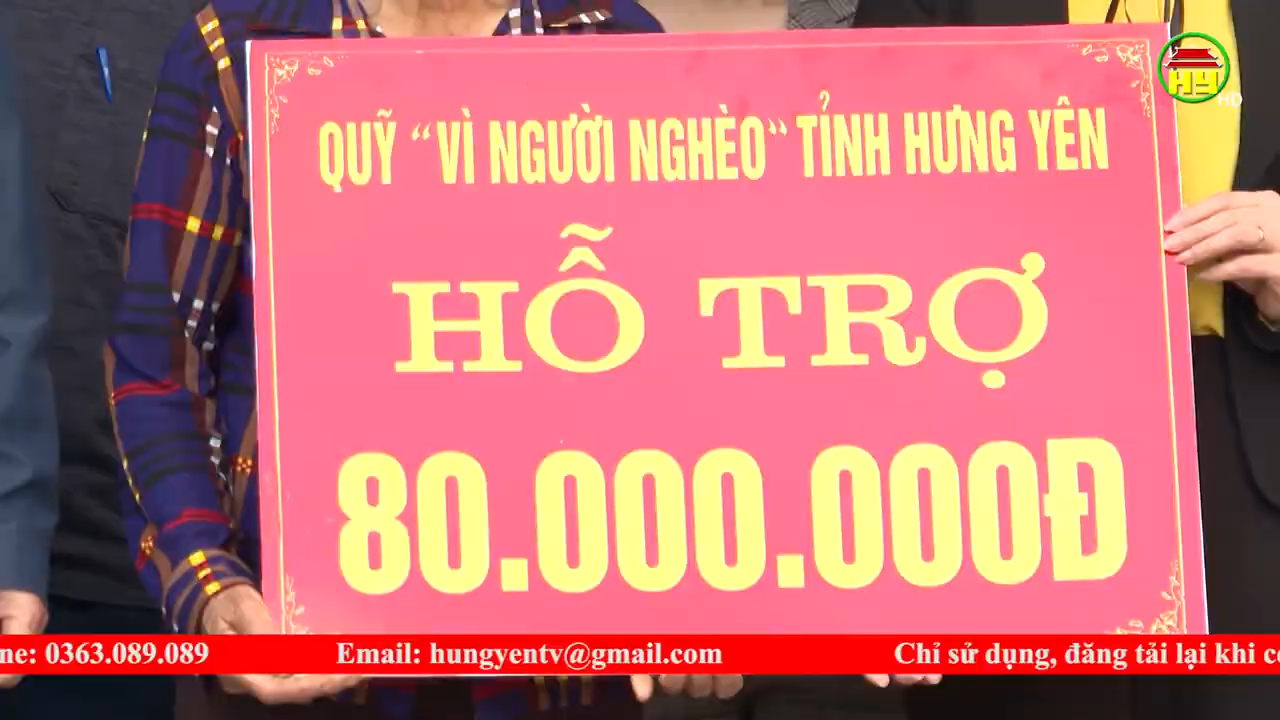 HY
HD
QUỸ “VÌ NGƯỜI NGHÈO“ TỈNH HƯNG YÊN
HỖ TRỢ
80.000.000Đ
0363.089.089 Email: hungyentv@gmail.com Chỉ sử dụng, đăng tải lại khi